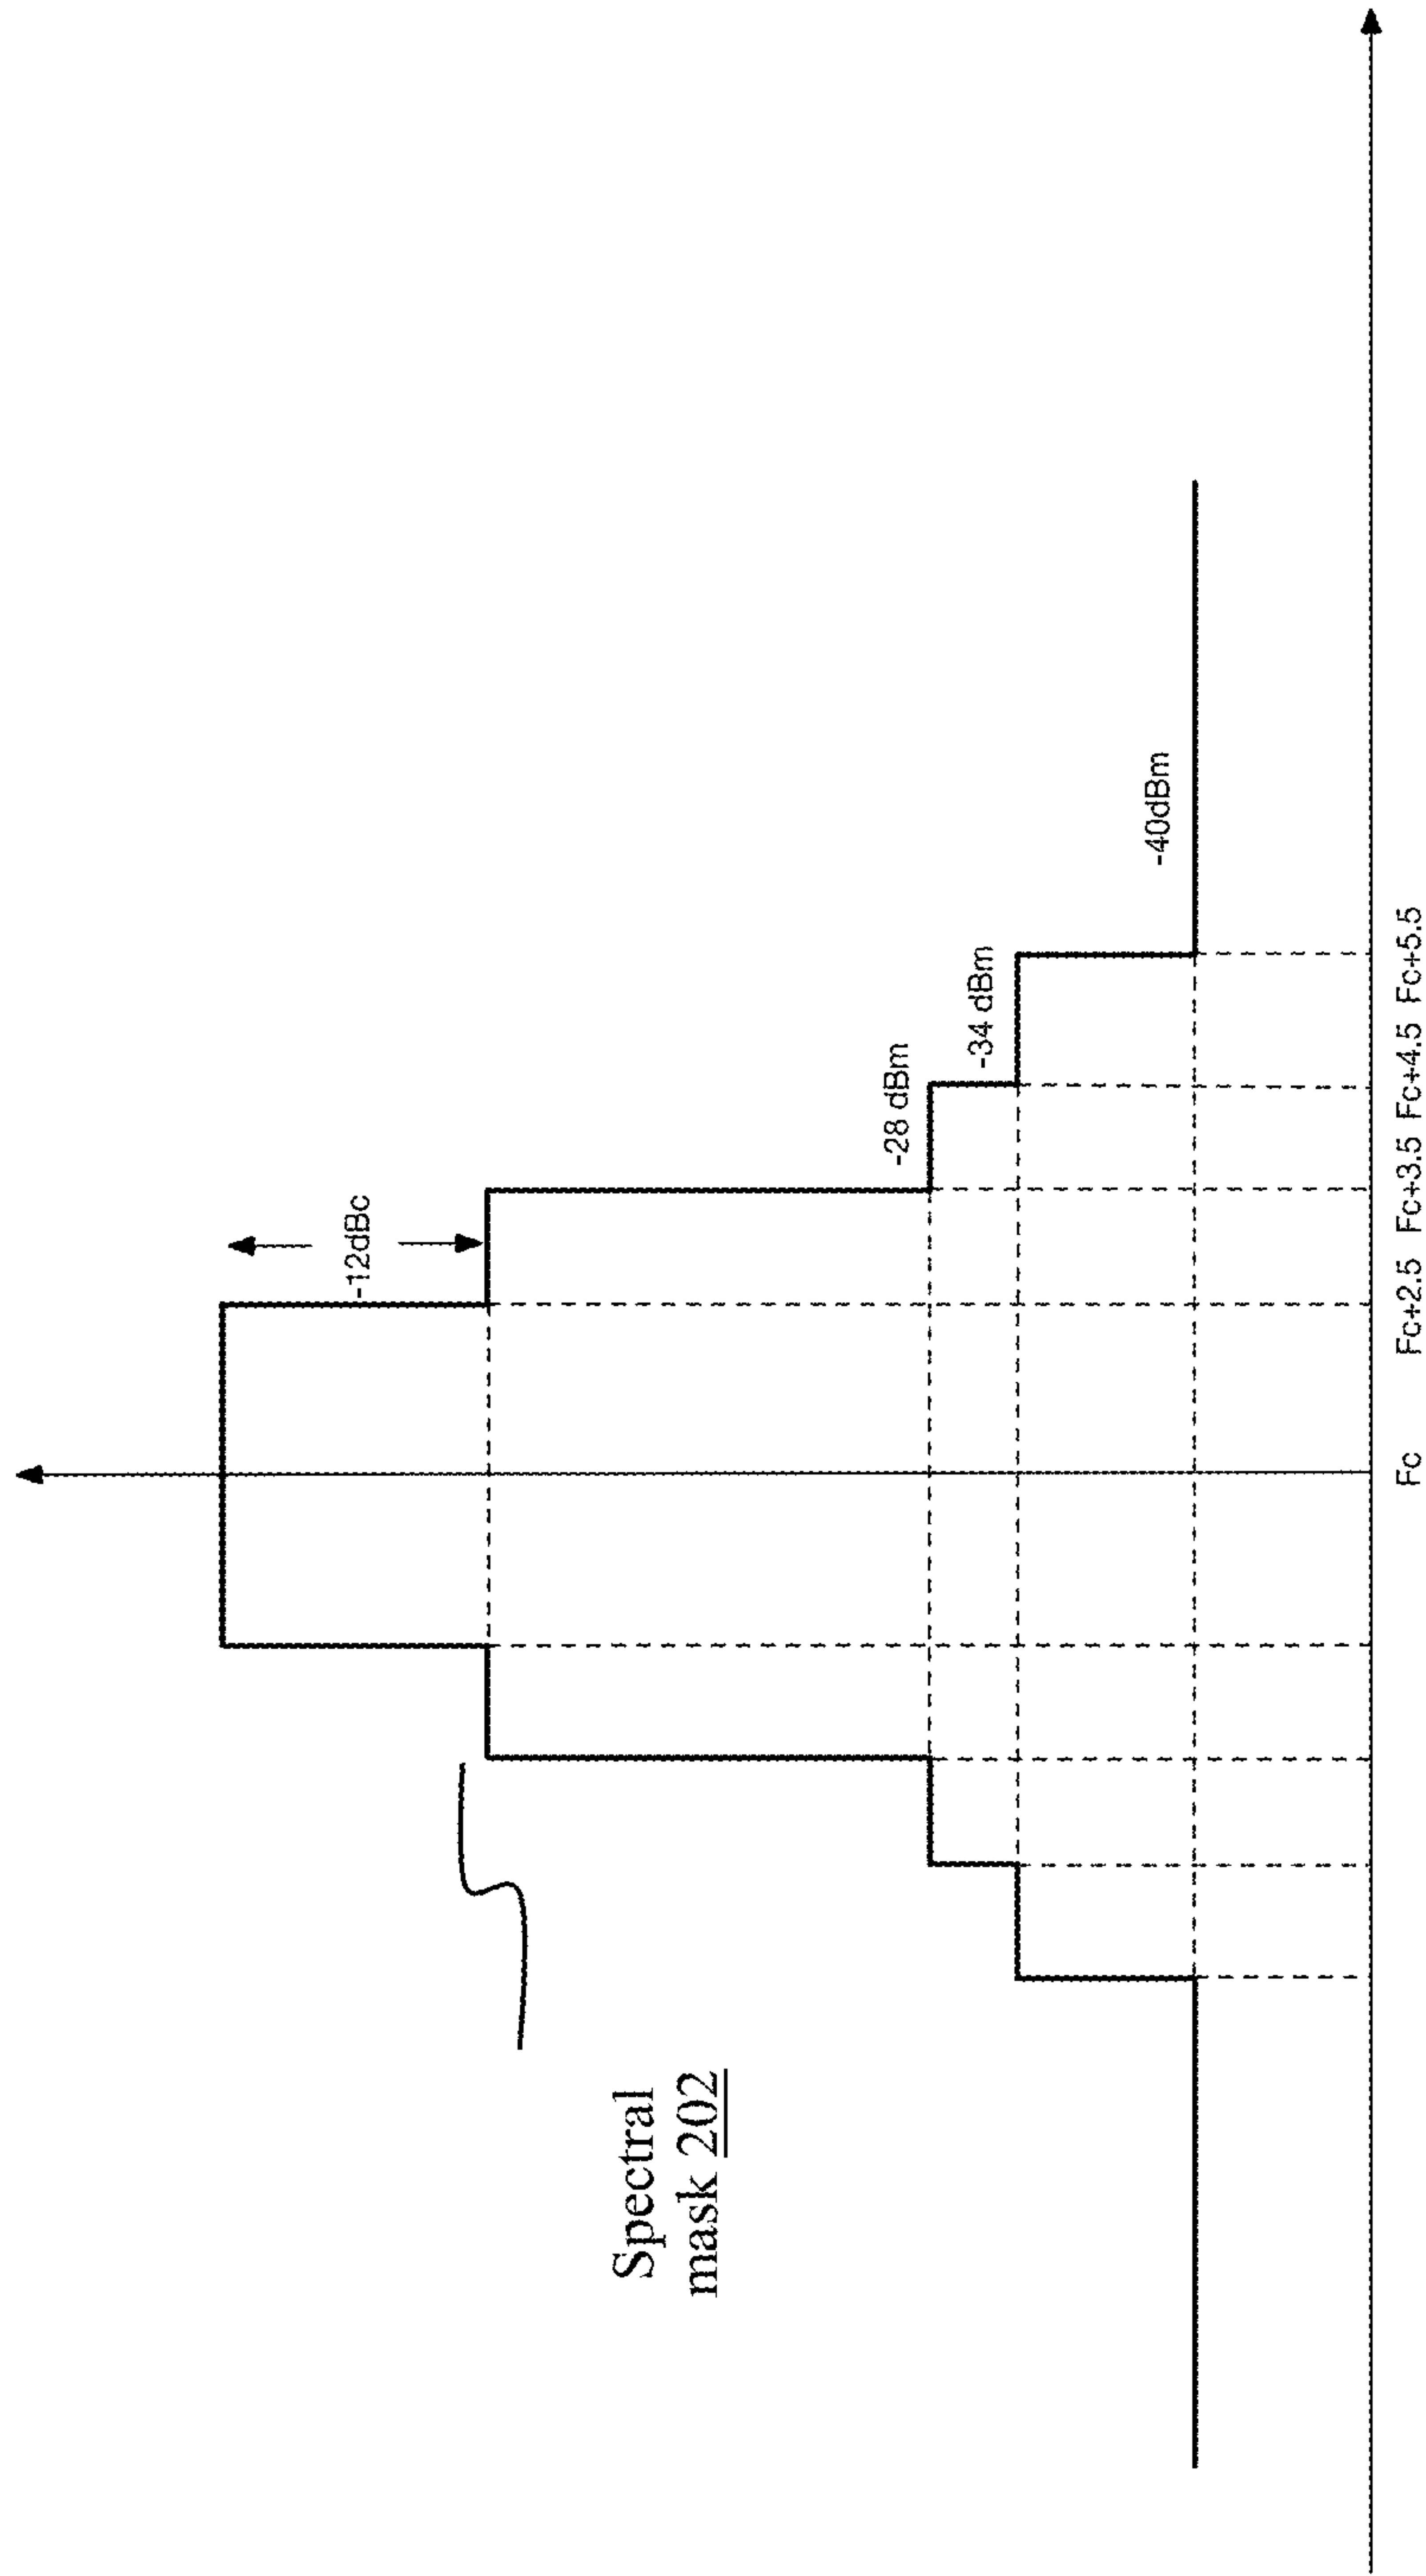 -12dBc
-28 dBm
-34 dBm
-40dBm
Spectral
mask 202
Fc Fc+2.5 Fc+3.5 Fc+4.5 Fc+5.5